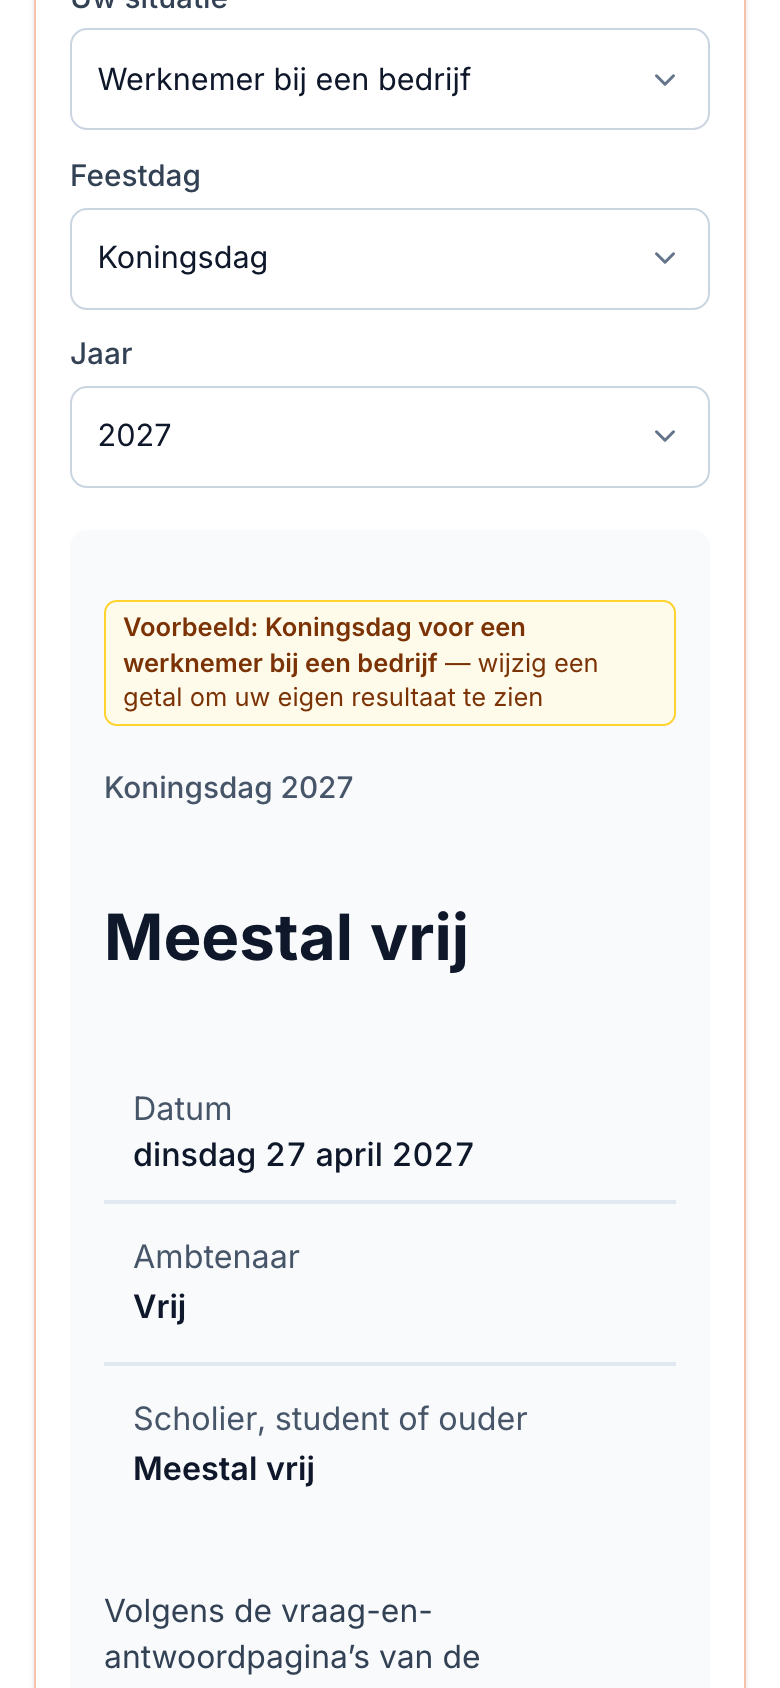 Uw situatie
Werknemer bij een bedrijf
Feestdag
Koningsdag
Jaar
2027
Voorbeeld: Koningsdag voor een
werknemer bij een bedrijf — wijzig een
getal om uw eigen resultaat te zien
Koningsdag 2027
Meestal vrij
Datum
dinsdag 27 april 2027
Ambtenaar
Vrij
Scholier, student of ouder
Meestal vrij
Volgens de vraag-en-
antwoordpagina’s van de